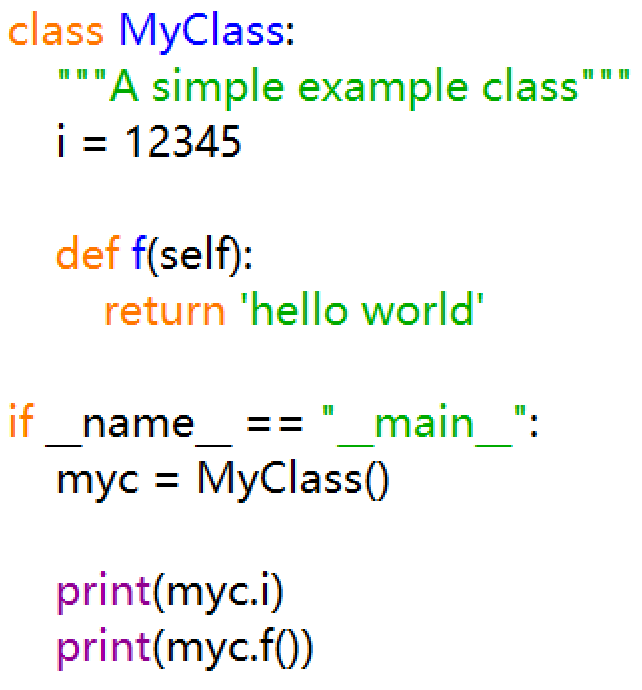 class MyClass:
    """A simple example class"""
    i = 12345

    def f(self):
        return 'hello world'

if __name__ == "__main__":
    myc = MyClass()

    print(myc.i)
    print(myc.f())